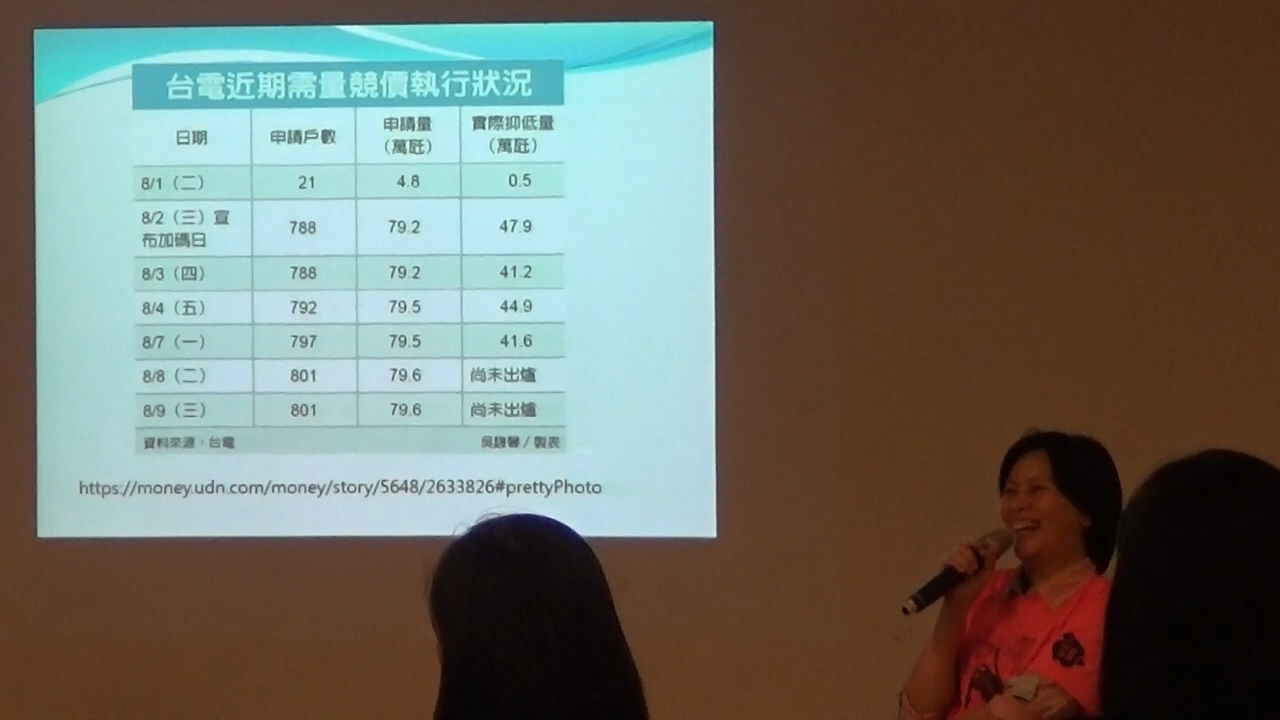 台電近期需量競價執行狀況
日期 申請戶數 申請量（萬瓩） 實際抑低量（萬瓩）
8/1（二） 21 4.8 0.5
8/2（三）宣布加碼日 788 79.2 47.9
8/3（四） 788 79.2 41.2
8/4（五） 792 79.5 44.9
8/7（一） 797 79.5 41.6
8/8（二） 801 79.6 尚未出爐
8/9（三） 801 79.6 尚未出爐
資料來源：台電 吳馥馨／製表
https://money.udn.com/money/story/5648/2633826#prettyPhoto